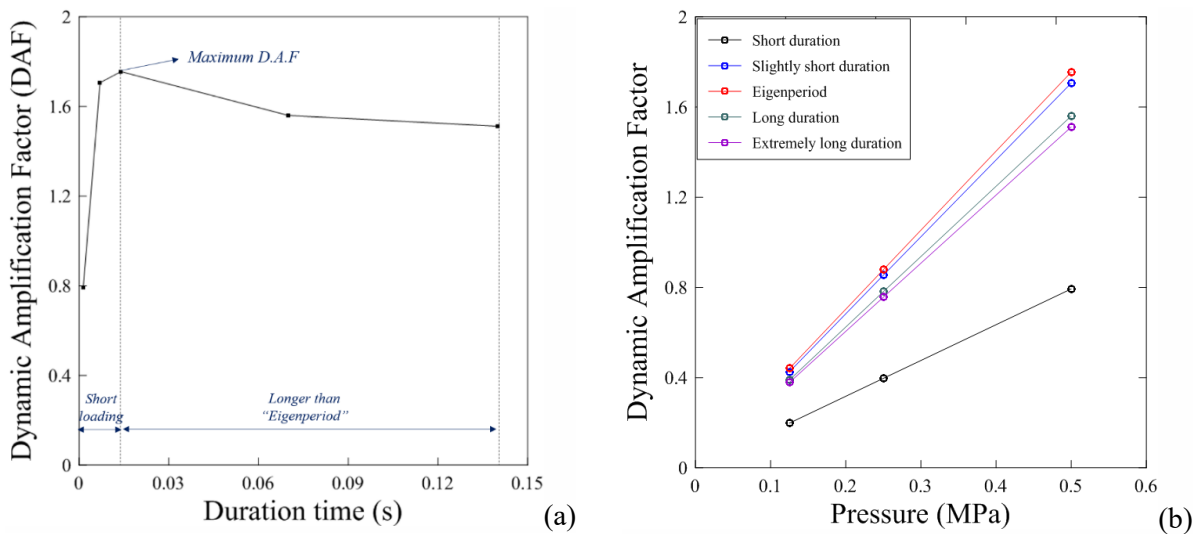 Dynamic Amplification Factor (DAF)
2
1.6
1.2
0.8
0.4
0
Maximum D.A.F
Short
loading
Longer than
"Eigenperiod"
0
0.03
0.06
0.09
0.12
0.15
Duration time (s)
(a)
Dynamic Amplification Factor
2
1.6
1.2
0.8
0.4
0
Short duration
Slightly short duration
Eigenperiod
Long duration
Extremely long duration
0
0.1
0.2
0.3
0.4
0.5
0.6
Pressure (MPa)
(b)